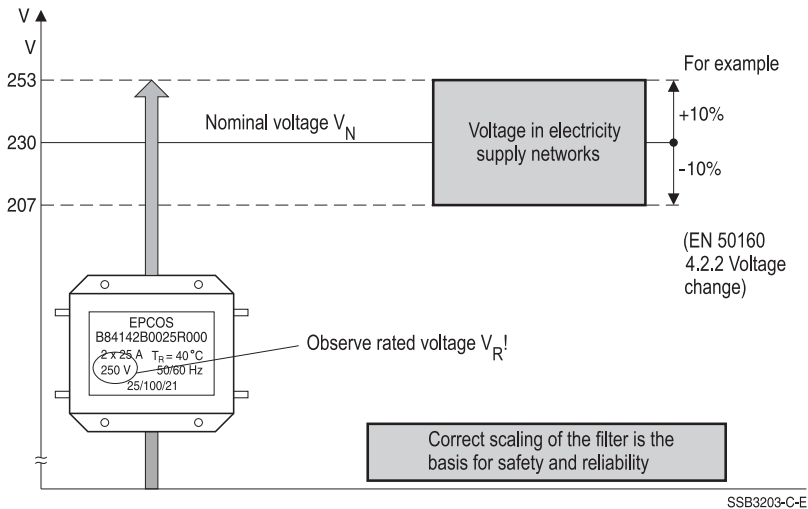 V
V
253
230
207
Nominal voltage V_N
Voltage in electricity
supply networks
For example
+10%
-10%
(EN 50160
4.2.2 Voltage
change)
EPCOS
B84142B0025R000
2 x 25 A T_R = 40°C
250 V 50/60 Hz
25/100/21
Observe rated voltage V_R!
Correct scaling of the filter is the
basis for safety and reliability
SSB3203-C-E